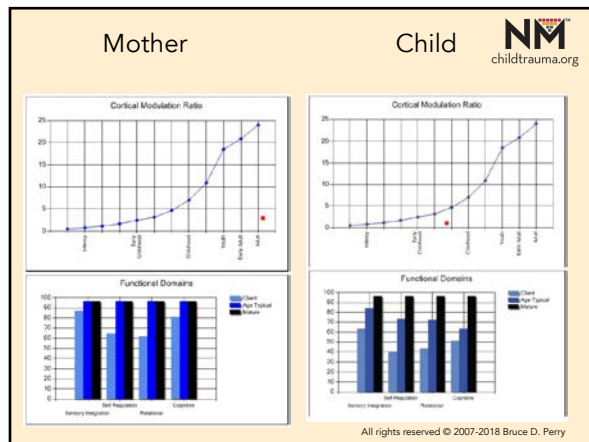 Mother
Child
NM™
childtrauma.org
Cortical Modulation Ratio
25
20
15
10
5
0
Infancy
Early
Childhood
Childhood
Youth
Early Adult
Adult
Cortical Modulation Ratio
25
20
15
10
5
0
Infancy
Early
Childhood
Childhood
Youth
Early Adult
Adult
Functional Domains
100
90
80
70
60
50
40
30
20
10
0
Client
Age Typical
Mature
Self Regulation
Cognitive
Sensory Integration
Relational
Functional Domains
100
90
80
70
60
50
40
30
20
10
0
Client
Age Typical
Mature
Self Regulation
Cognitive
Sensory Integration
Relational
All rights reserved © 2007-2018 Bruce D. Perry